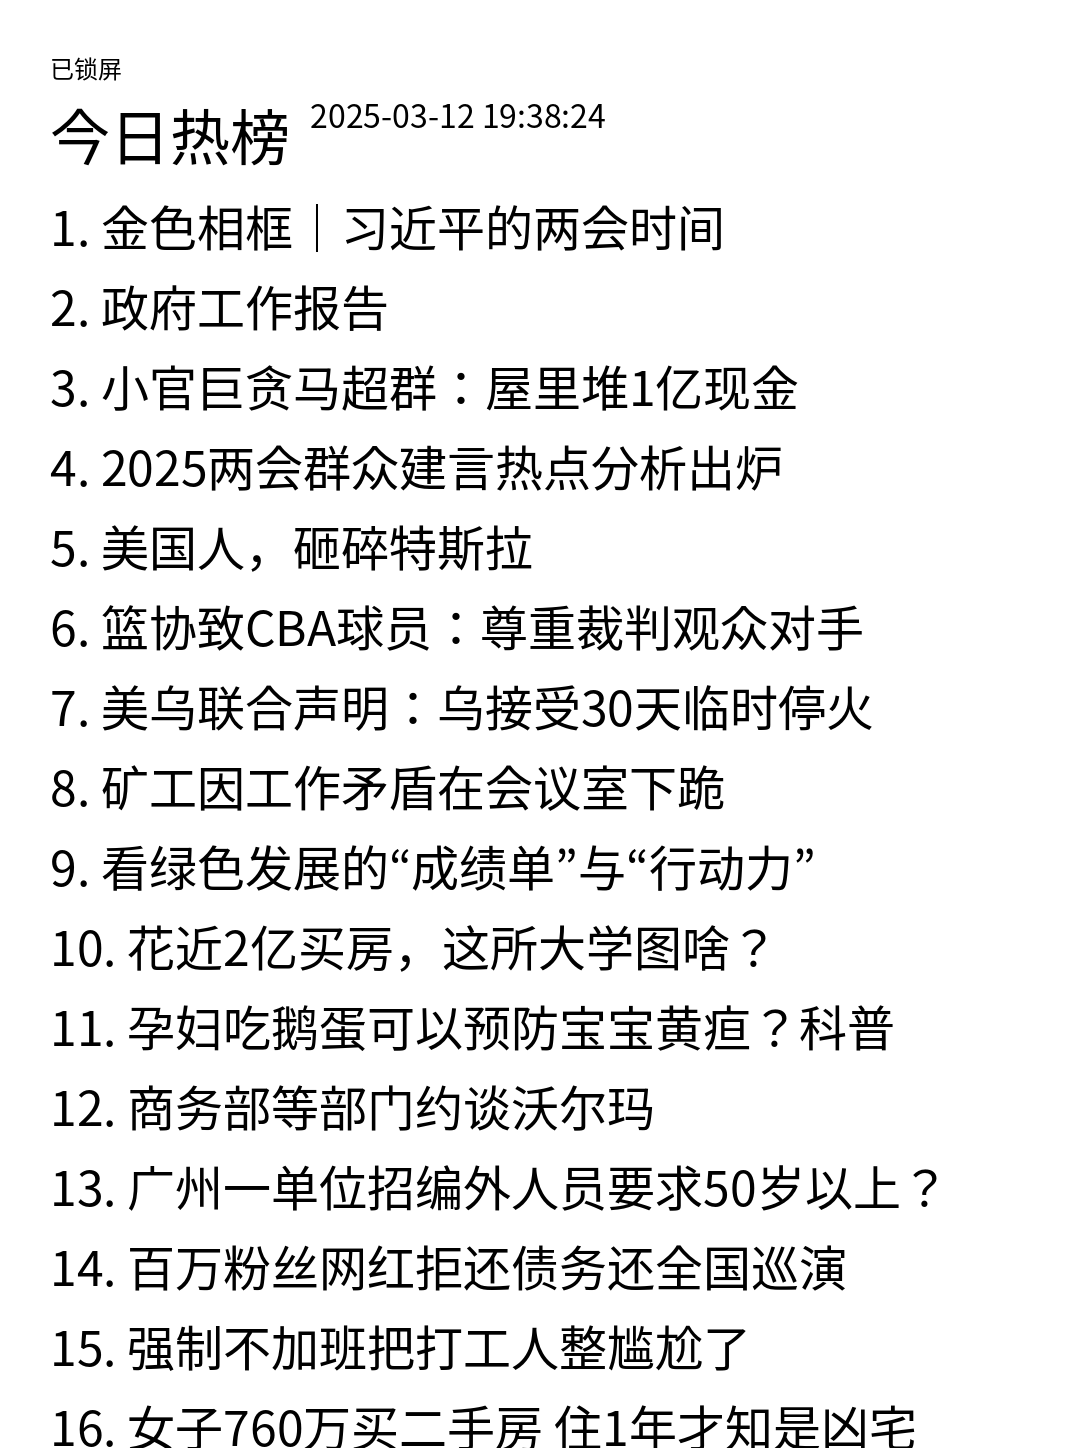 已锁屏
今日热榜 2025-03-12 19:38:24
1. 金色相框｜习近平的两会时间
2. 政府工作报告
3. 小官巨贪马超群：屋里堆1亿现金
4. 2025两会群众建言热点分析出炉
5. 美国人，砸碎特斯拉
6. 篮协致CBA球员：尊重裁判观众对手
7. 美乌联合声明：乌接受30天临时停火
8. 矿工因工作矛盾在会议室下跪
9. 看绿色发展的“成绩单”与“行动力”
10. 花近2亿买房，这所大学图啥？
11. 孕妇吃鹅蛋可以预防宝宝黄疸？科普
12. 商务部等部门约谈沃尔玛
13. 广州一单位招编外人员要求50岁以上？
14. 百万粉丝网红拒还债务还全国巡演
15. 强制不加班把打工人整尴尬了
16. 女子760万买二手房 住1年才知是凶宅